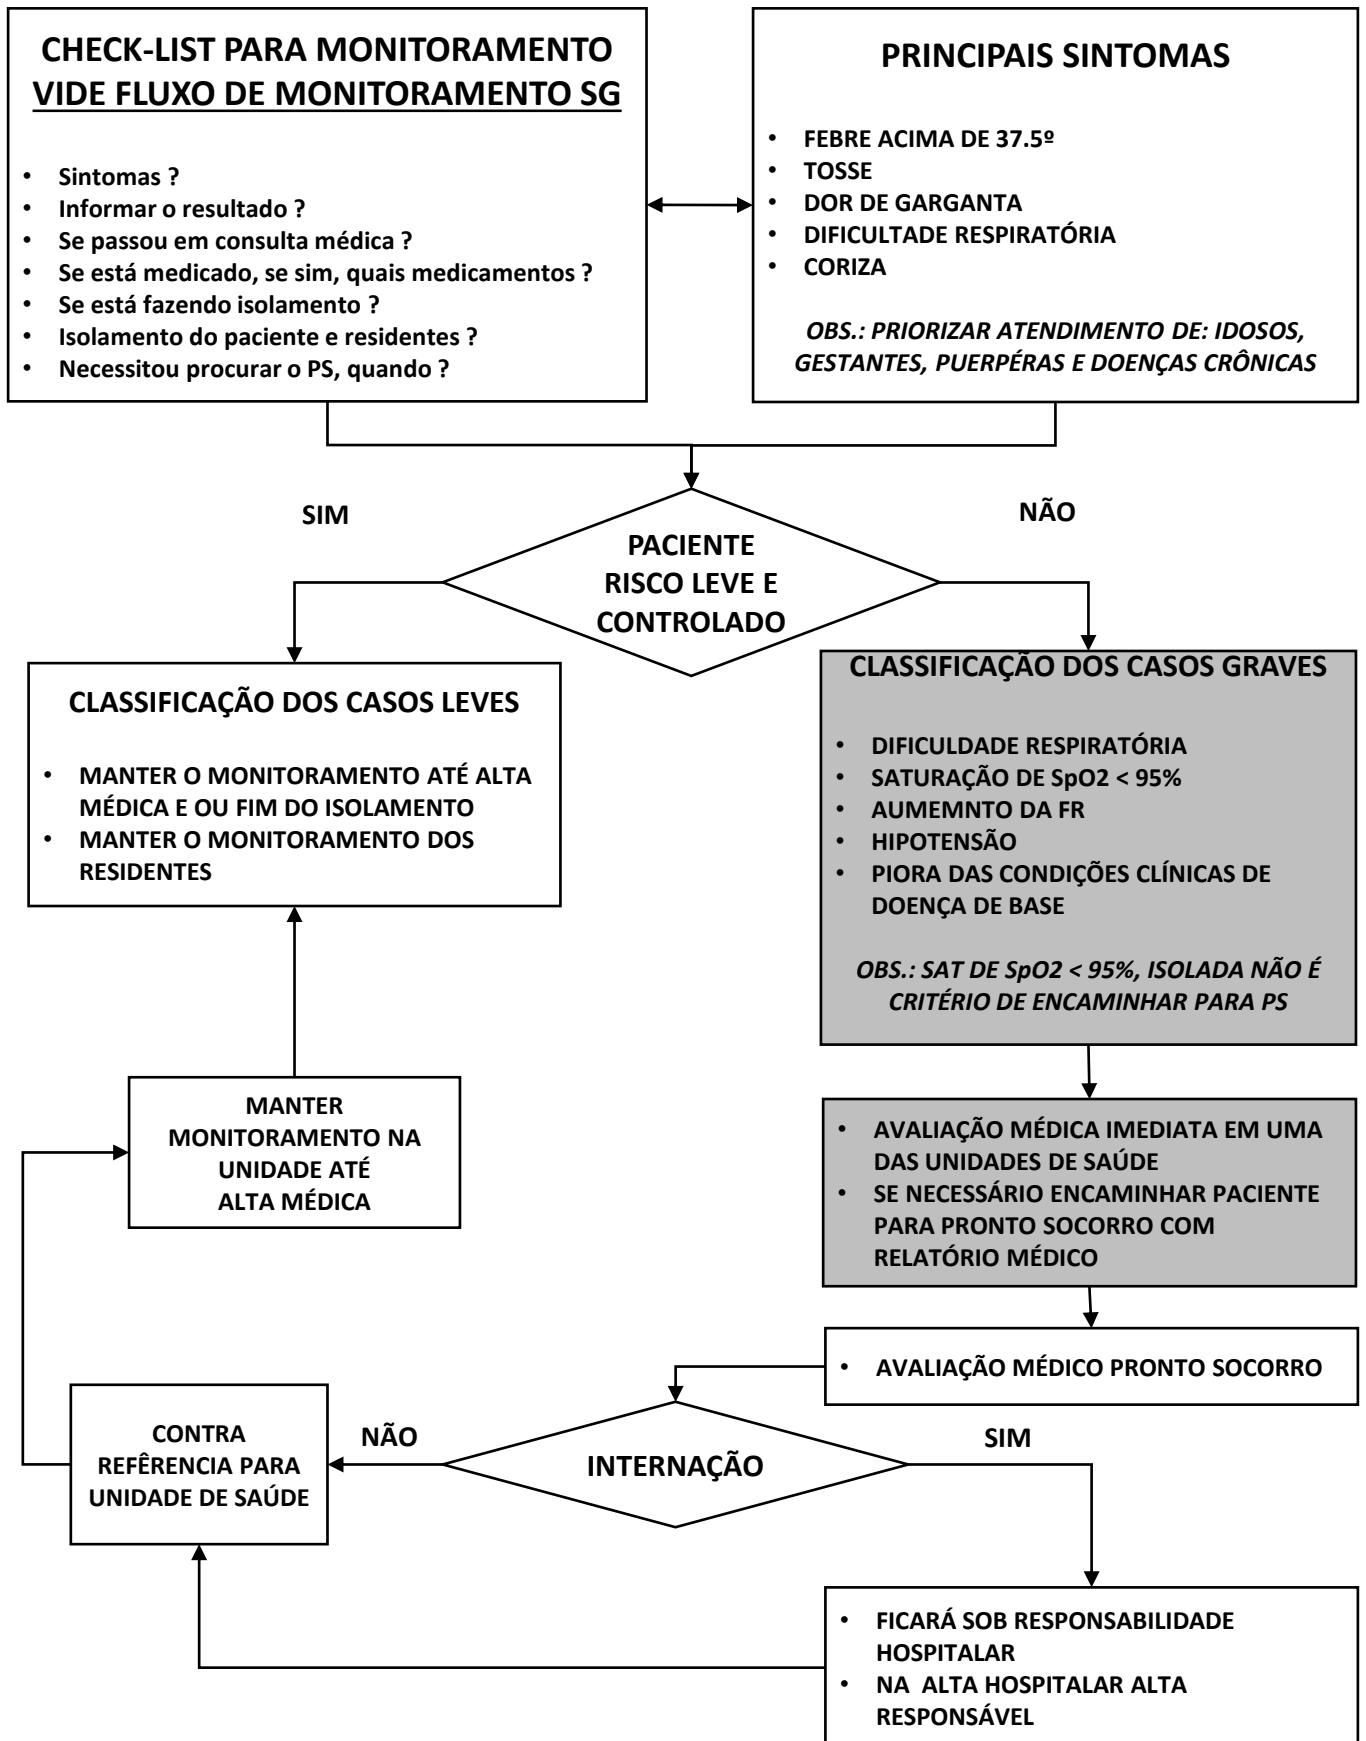 CHECK-LIST PARA MONITORAMENTO
VIDE FLUXO DE MONITORAMENTO SG
• Sintomas ?
• Informar o resultado ?
• Se passou em consulta médica ?
• Se está medicado, se sim, quais medicamentos ?
• Se está fazendo isolamento ?
• Isolamento do paciente e residentes ?
• Necessitou procurar o PS, quando ?
PRINCIPAIS SINTOMAS
• FEBRE ACIMA DE 37.5º
• TOSSE
• DOR DE GARGANTA
• DIFICULTADE RESPIRATÓRIA
• CORIZA
OBS.: PRIORIZAR ATENDIMENTO DE: IDOSOS,
GESTANTES, PUERPÉRAS E DOENÇAS CRÔNICAS
SIM
NÃO
PACIENTE
RISCO LEVE E
CONTROLADO
CLASSIFICAÇÃO DOS CASOS LEVES
• MANTER O MONITORAMENTO ATÉ ALTA
MÉDICA E OU FIM DO ISOLAMENTO
• MANTER O MONITORAMENTO DOS
RESIDENTES
CLASSIFICAÇÃO DOS CASOS GRAVES
• DIFICULDADE RESPIRATÓRIA
• SATURAÇÃO DE SpO2 < 95%
• AUMEMNTO DA FR
• HIPOTENSÃO
• PIORA DAS CONDIÇÕES CLÍNICAS DE
DOENÇA DE BASE
OBS.: SAT DE SpO2 < 95%, ISOLADA NÃO É
CRITÉRIO DE ENCAMINHAR PARA PS
MANTER
MONITORAMENTO NA
UNIDADE ATÉ
ALTA MÉDICA
• AVALIAÇÃO MÉDICA IMEDIATA EM UMA
DAS UNIDADES DE SAÚDE
• SE NECESSÁRIO ENCAMINHAR PACIENTE
PARA PRONTO SOCORRO COM
RELATÓRIO MÉDICO
• AVALIAÇÃO MÉDICO PRONTO SOCORRO
CONTRA
REFÊRENCIA PARA
UNIDADE DE SAÚDE
NÃO
INTERNAÇÃO
SIM
• FICARÁ SOB RESPONSABILIDADE
HOSPITALAR
• NA ALTA HOSPITALAR ALTA
RESPONSÁVEL